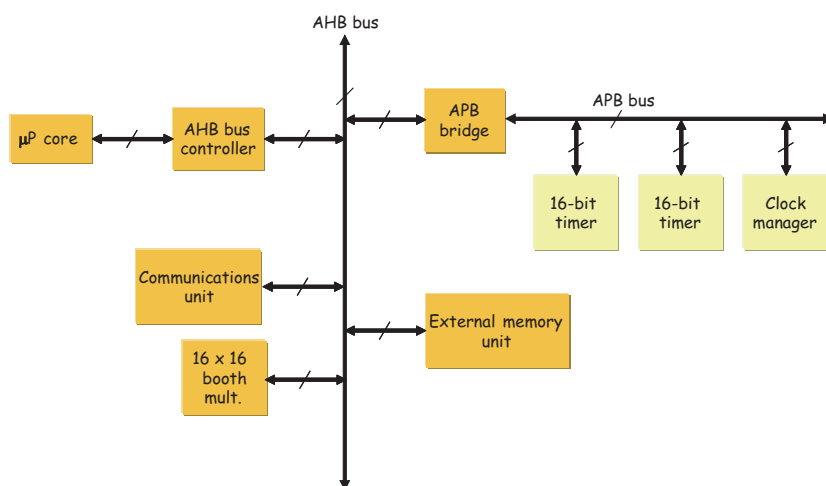 AHB bus
μP core
AHB bus
controller
APB
bridge
APB bus
16-bit
timer
16-bit
timer
Clock
manager
Communications
unit
External memory
unit
16 x 16
booth
mult.